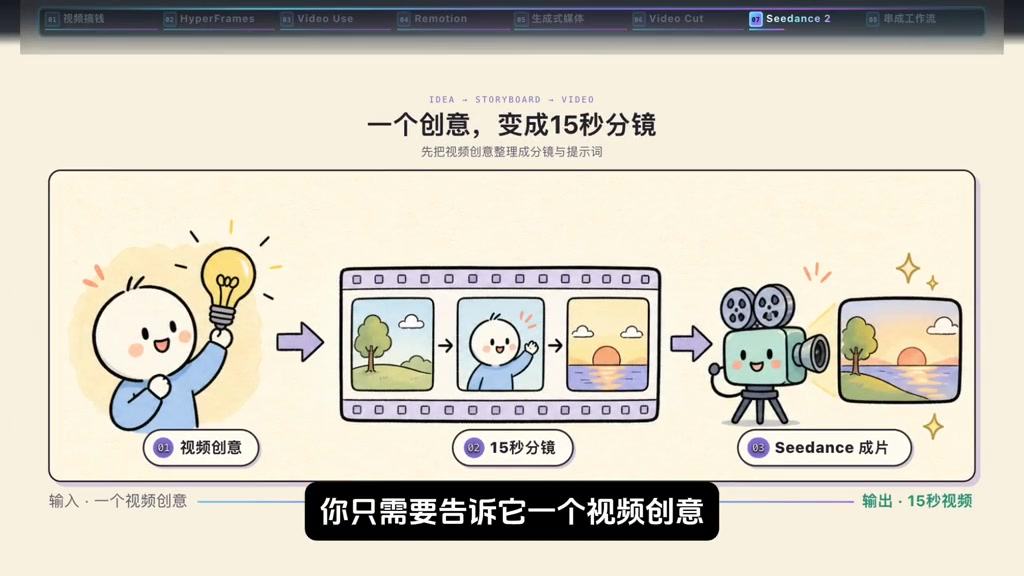 01 视频搞钱
02 HyperFrames
03 Video Use
04 Remotion
05 生成式媒体
06 Video Cut
07 Seedance 2
08 串成工作流
IDEA → STORYBOARD → VIDEO
一个创意，变成15秒分镜
先把视频创意整理成分镜与提示词
01 视频创意
02 15秒分镜
03 Seedance 成片
输入 · 一个视频创意
输出 · 15秒视频
你只需要告诉它一个视频创意